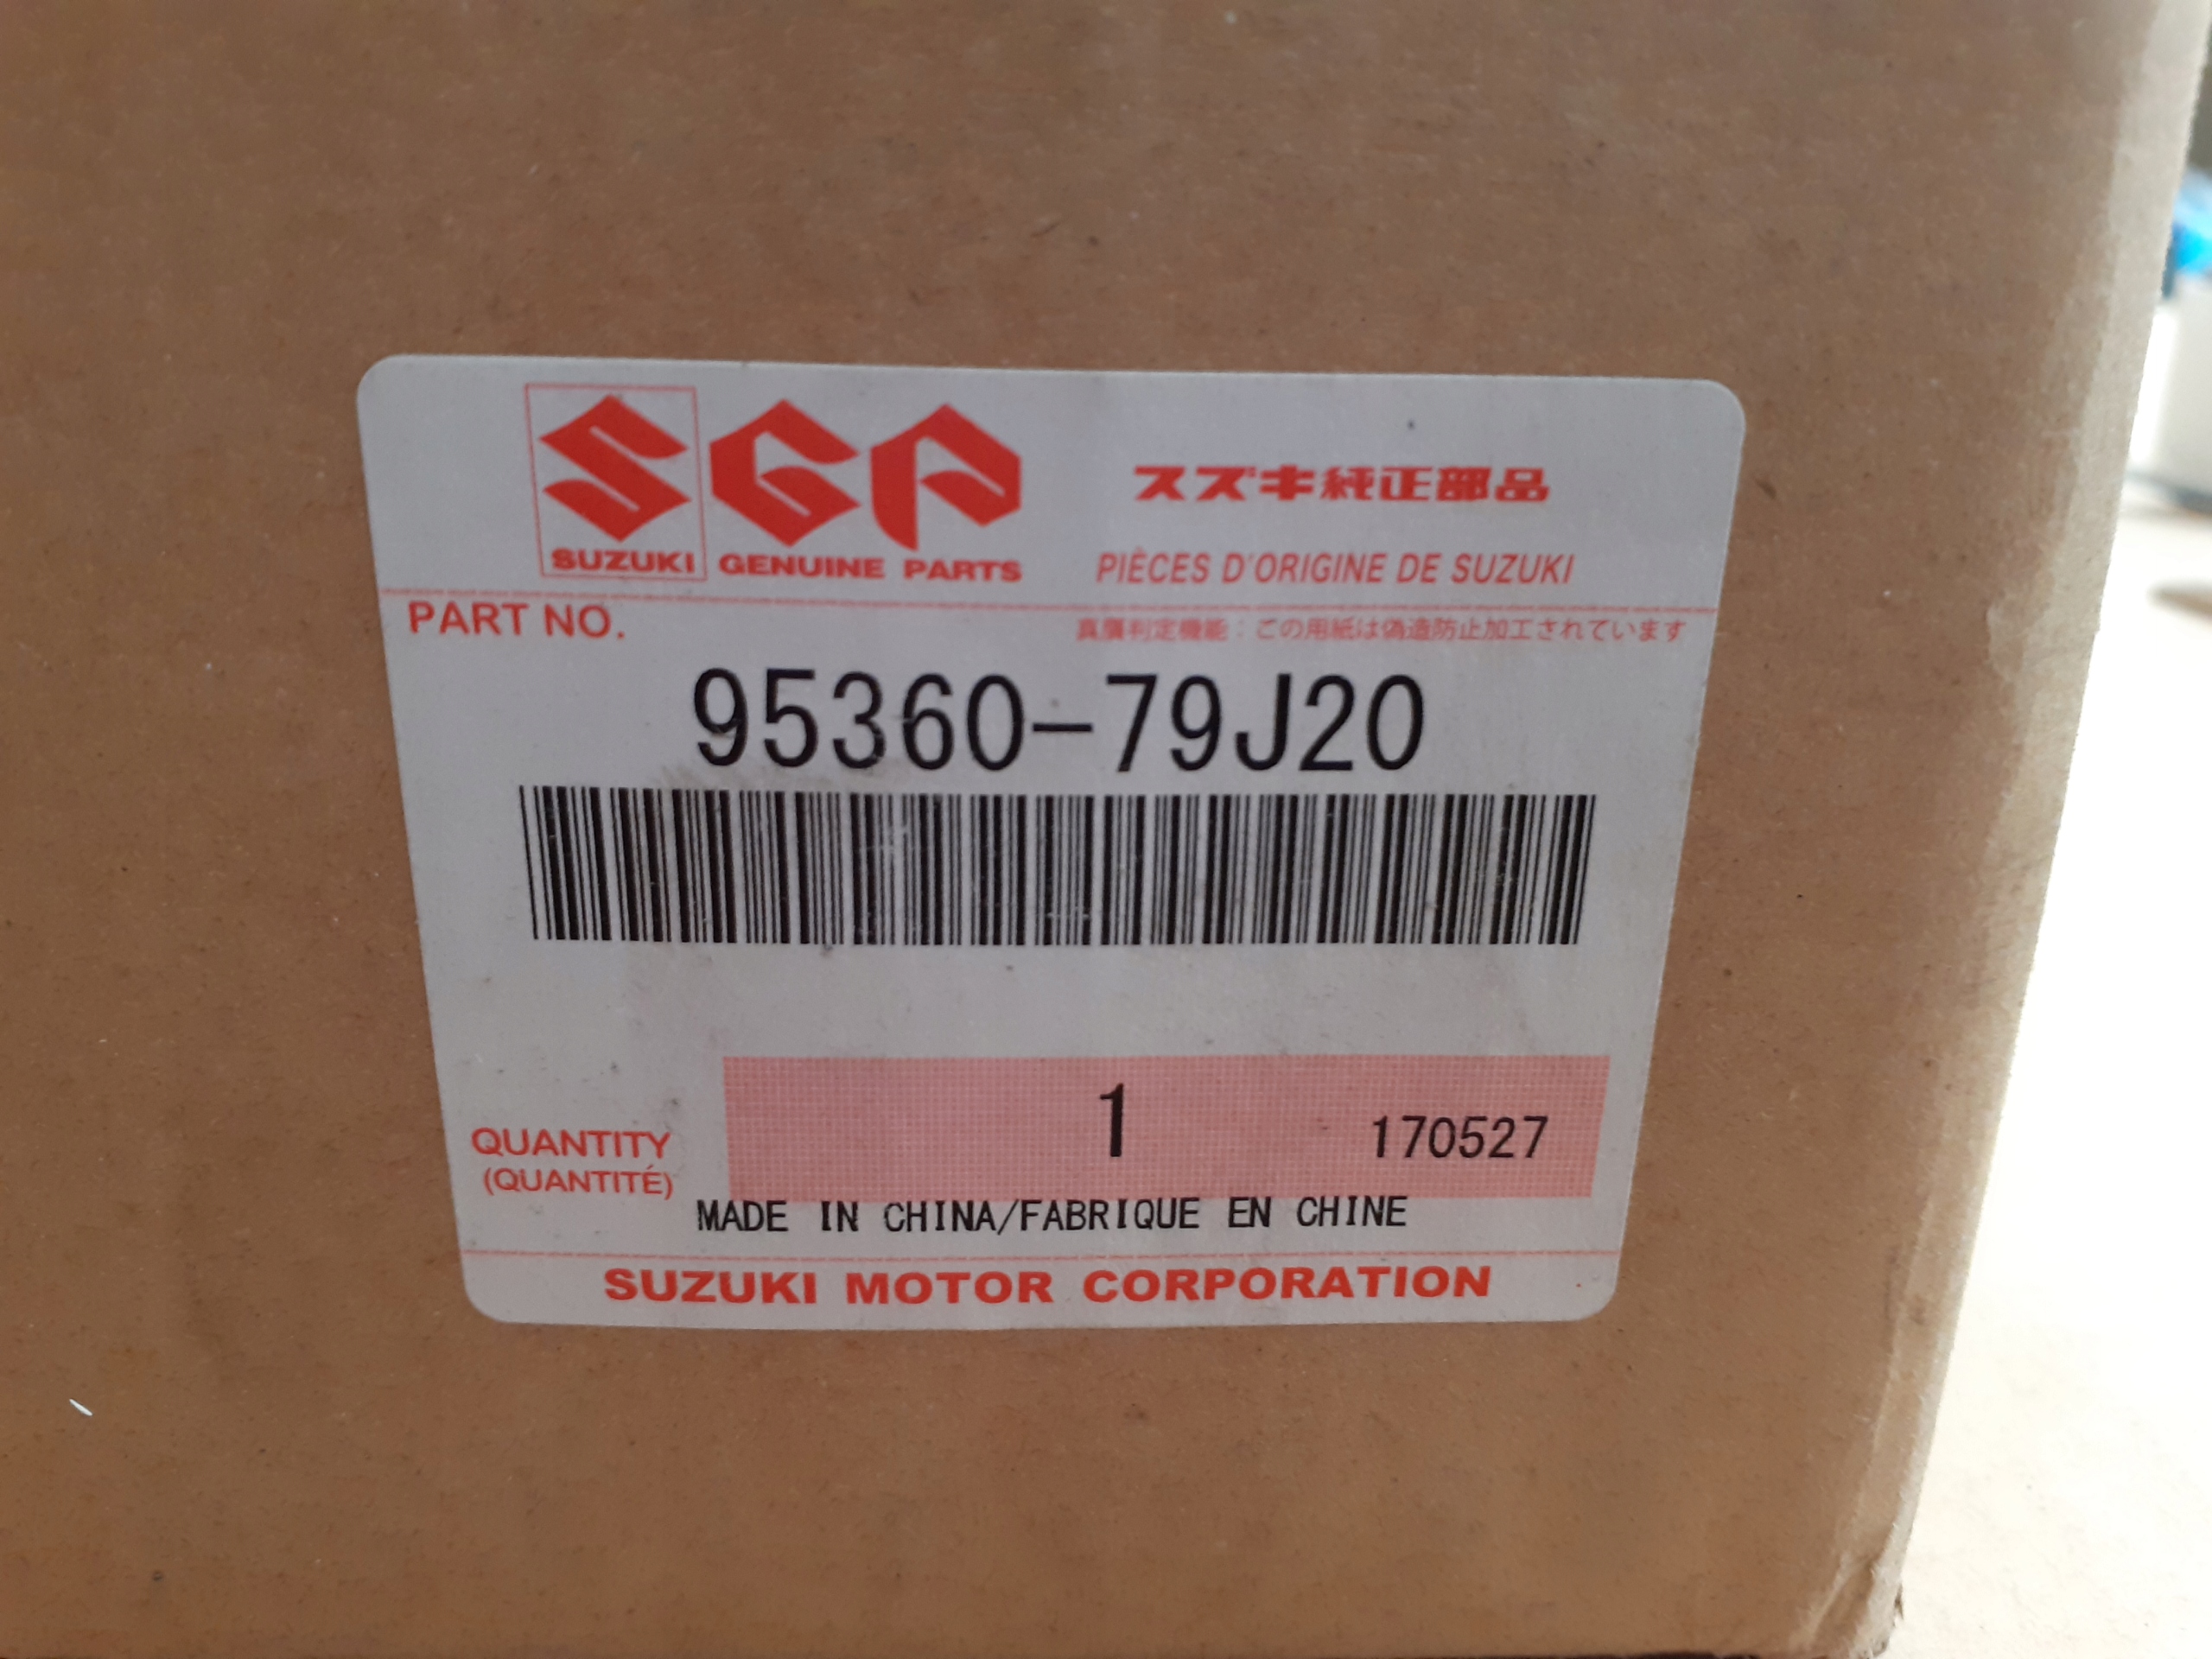 SGP
SUZUKI GENUINE PARTS
スズキ純正部品
PIÈCES D'ORIGINE DE SUZUKI
PART NO.
真贋判定機能：この用紙は偽造防止加工されています
95360-79J20
1
170527
QUANTITY
(QUANTITÉ)
MADE IN CHINA/FABRIQUE EN CHINE
SUZUKI MOTOR CORPORATION